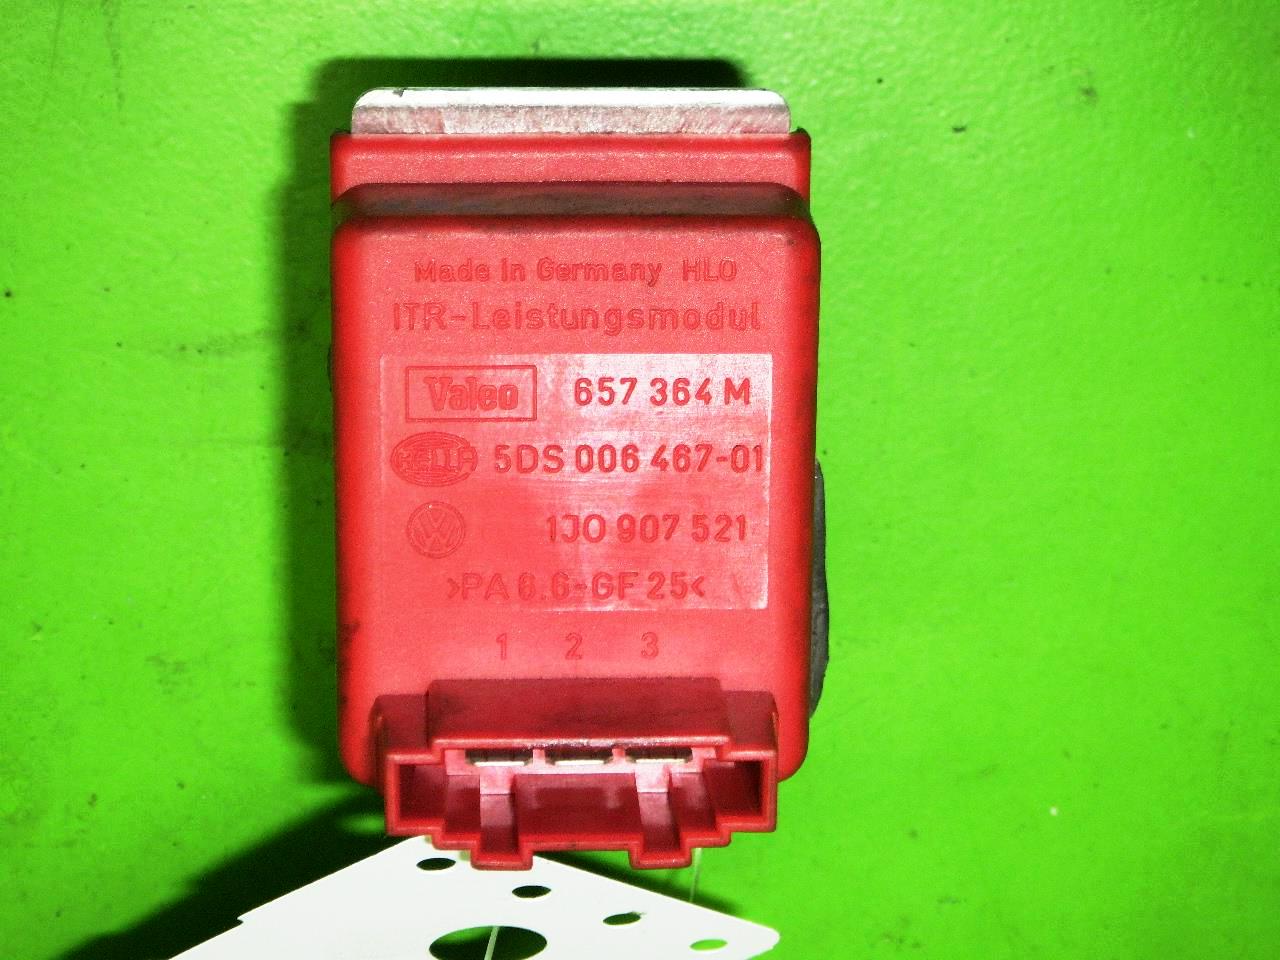 Made in Germany HLO
ITR-Leistungsmodul
Valeo 657 364 M
HELLA 5DS 006 467-01
VW 1J0 907 521
>PA 6.6-GF 25<
1 2 3